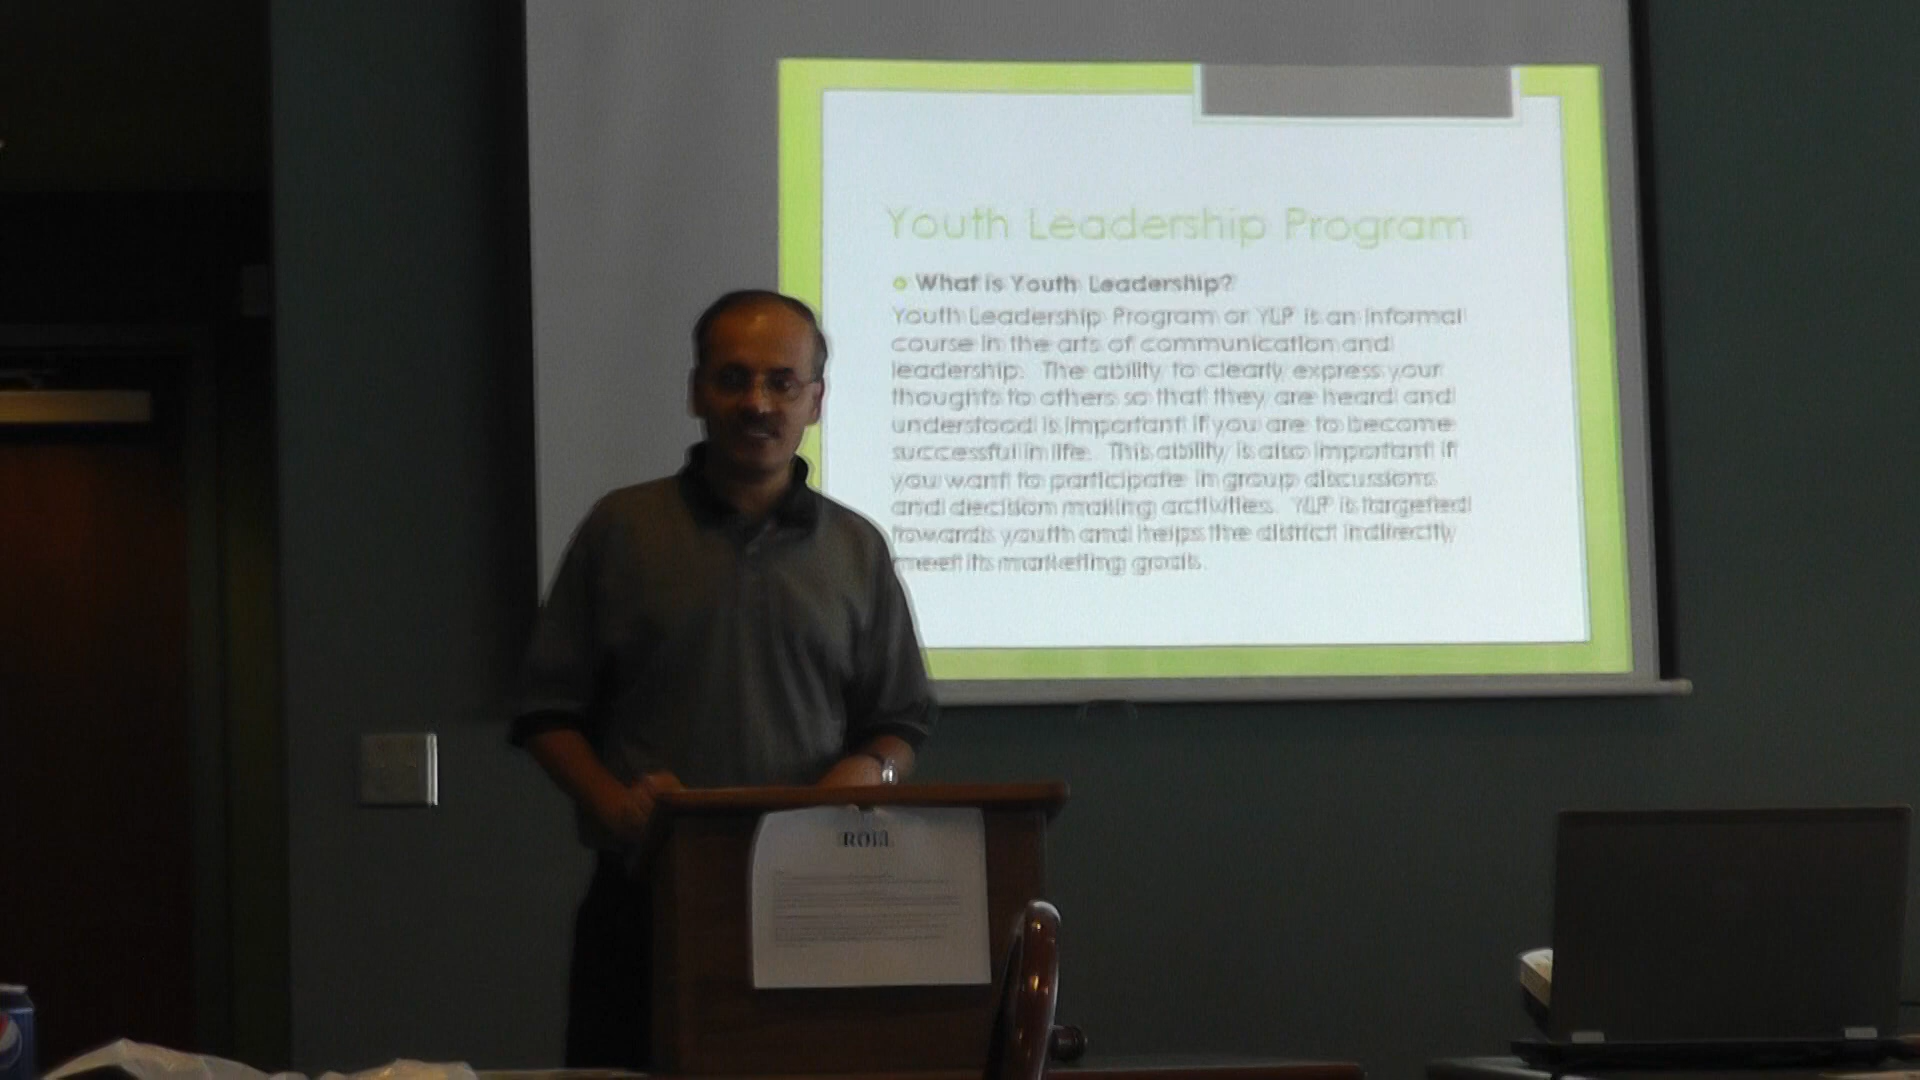 Youth Leadership Program
What is Youth Leadership?
Youth Leadership Program or YLP is an informal
course in the arts of communication and
leadership. The ability to clearly express your
thoughts to others so that they are heard and
understood is important if you are to become
successful in life. This ability is also important if
you want to participate in group discussions
and decision making activities. YLP is targeted
towards youth and helps the district indirectly
meet its marketing goals.